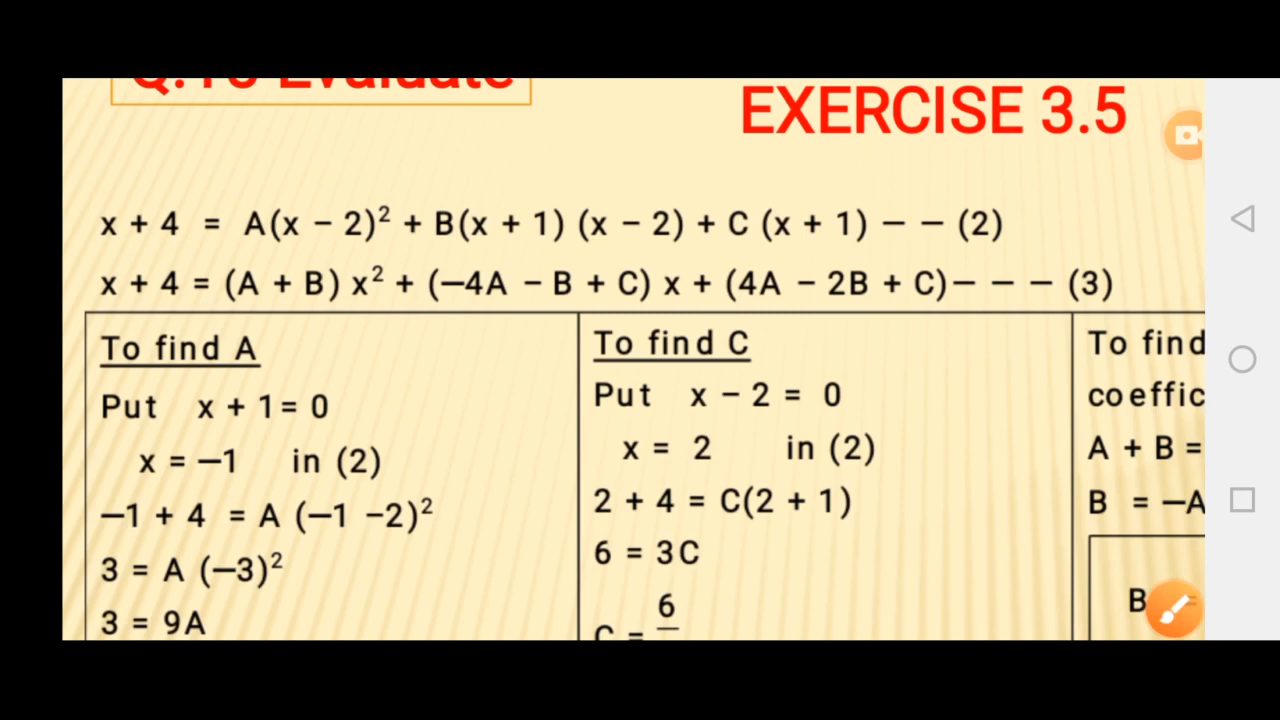 EXERCISE 3.5
x + 4 = A(x − 2)² + B(x + 1) (x − 2) + C (x + 1) − − (2)
x + 4 = (A + B) x² + (−4A − B + C) x + (4A − 2B + C)− − − (3)
To find A
Put x + 1= 0
x = −1 in (2)
−1 + 4 = A (−1 −2)²
3 = A (−3)²
3 = 9A
To find C
Put x − 2 = 0
x = 2 in (2)
2 + 4 = C(2 + 1)
6 = 3C
6
C =
To find
coeffic
A + B =
B = −A
B =